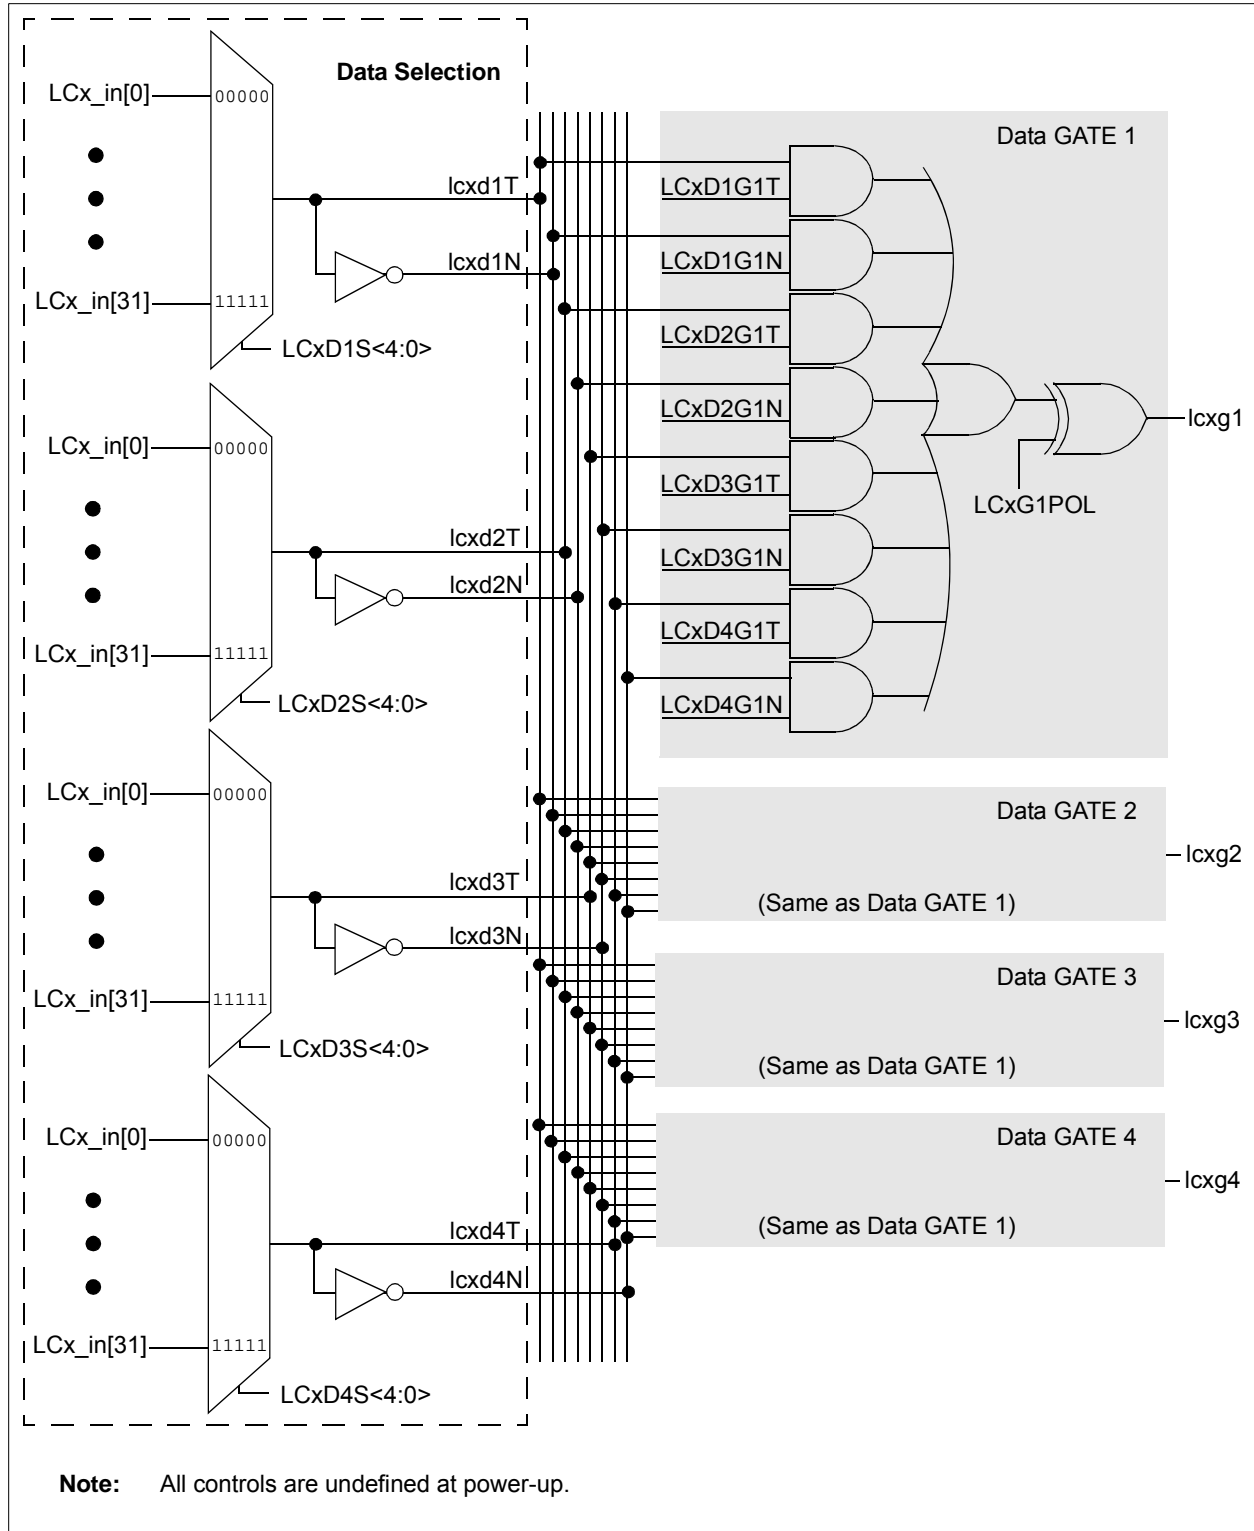 Data Selection
LCx_in[0]
00000
lcxd1T
lcxd1N
LCx_in[31]
11111
LCxD1S<4:0>
LCx_in[0]
00000
lcxd2T
lcxd2N
LCx_in[31]
11111
LCxD2S<4:0>
LCx_in[0]
00000
lcxd3T
lcxd3N
LCx_in[31]
11111
LCxD3S<4:0>
LCx_in[0]
00000
lcxd4T
lcxd4N
LCx_in[31]
11111
LCxD4S<4:0>
Data GATE 1
LCxD1G1T
LCxD1G1N
LCxD2G1T
LCxD2G1N
LCxD3G1T
LCxD3G1N
LCxD4G1T
LCxD4G1N
LCxG1POL
lcxg1
Data GATE 2
(Same as Data GATE 1)
lcxg2
Data GATE 3
(Same as Data GATE 1)
lcxg3
Data GATE 4
(Same as Data GATE 1)
lcxg4
Note: All controls are undefined at power-up.